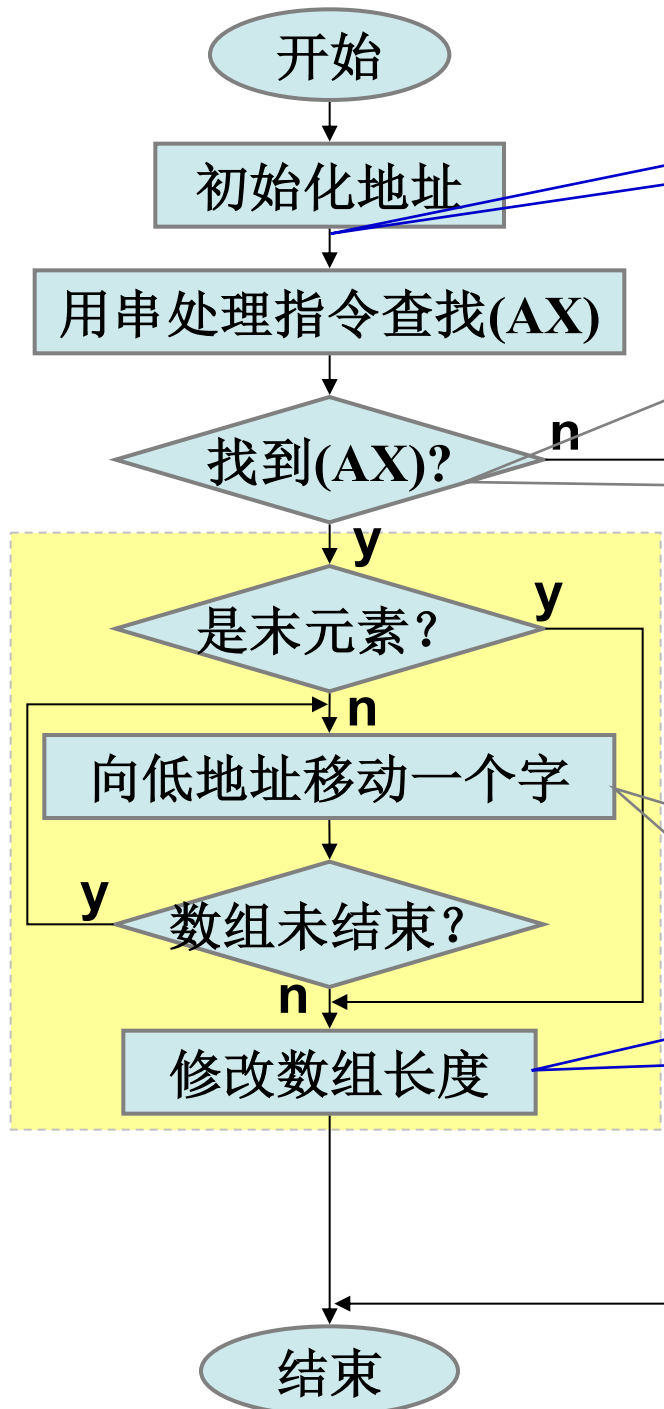 开始
初始化地址
用串处理指令查找(AX)
找到(AX)?
n
y
是末元素?
y
n
向低地址移动一个字
y
数组未结束?
n
修改数组长度
结束